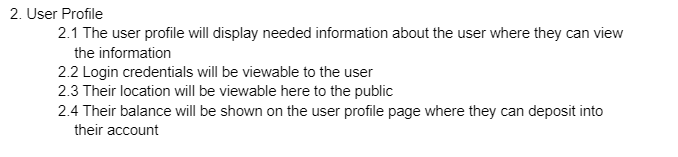 2. User Profile
2.1 The user profile will display needed information about the user where they can view
the information
2.2 Login credentials will be viewable to the user
2.3 Their location will be viewable here to the public
2.4 Their balance will be shown on the user profile page where they can deposit into
their account